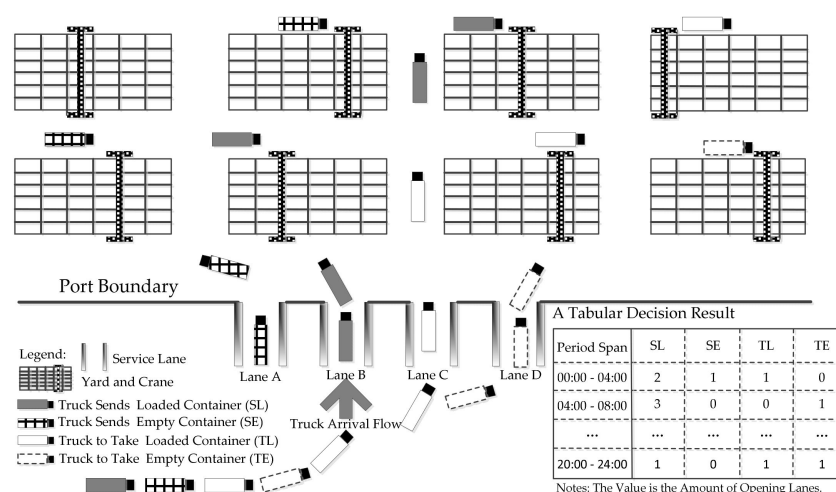 Port Boundary
Lane A
Lane B
Lane C
Lane D
Truck Arrival Flow
Legend:
Service Lane
Yard and Crane
Truck Sends Loaded Container (SL)
Truck Sends Empty Container (SE)
Truck to Take Loaded Container (TL)
Truck to Take Empty Container (TE)
A Tabular Decision Result
Period Span SL SE TL TE
00:00 - 04:00 2 1 1 0
04:00 - 08:00 3 0 0 1
... ... ... ... ...
20:00 - 24:00 1 0 1 1
Notes: The Value is the Amount of Opening Lanes.